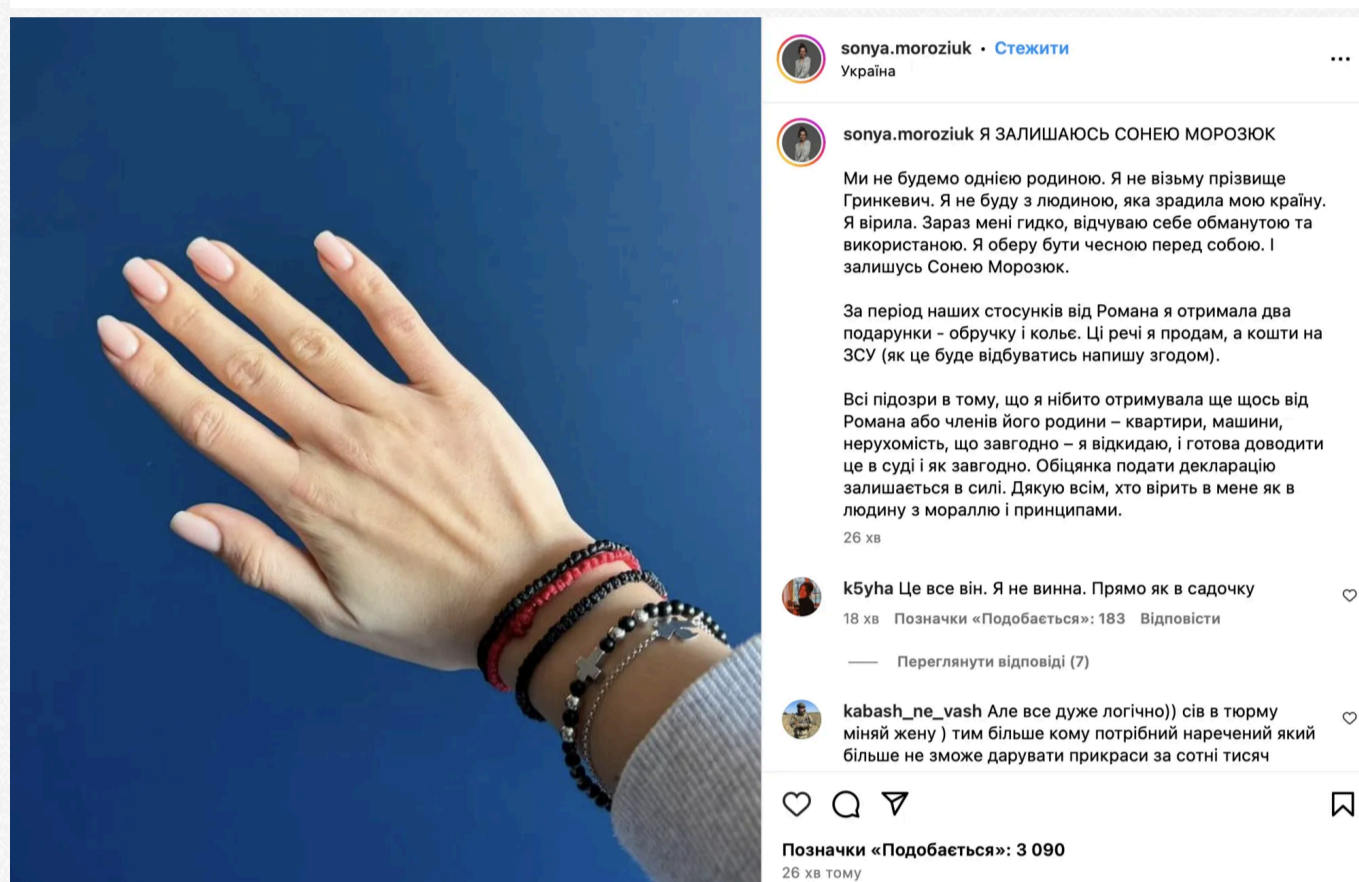 sonya.moroziuk • Стежити
Україна
sonya.moroziuk Я ЗАЛИШАЮСЬ СОНЕЮ МОРОЗЮК
Ми не будемо однією родиною. Я не візьму прізвище
Гринкевич. Я не буду з людиною, яка зрадила мою країну.
Я вірила. Зараз мені гидко, відчуваю себе обманутою та
використаною. Я оберу бути чесною перед собою. І
залишусь Сонею Морозюк.
За період наших стосунків від Романа я отримала два
подарунки - обручку і кольє. Ці речі я продам, а кошти на
ЗСУ (як це буде відбуватись напишу згодом).
Всі підозри в тому, що я нібито отримувала ще щось від
Романа або членів його родини – квартири, машини,
нерухомість, що завгодно – я відкидаю, і готова доводити
це в суді і як завгодно. Обіцянка подати декларацію
залишається в силі. Дякую всім, хто вірить в мене як в
людину з мораллю і принципами.
26 хв
k5yha Це все він. Я не винна. Прямо як в садочку
18 хв Позначки «Подобається»: 183 Відповісти
Переглянути відповіді (7)
kabash_ne_vash Але все дуже логічно)) сів в тюрму
міняй жену ) тим більше кому потрібний наречений який
більше не зможе дарувати прикраси за сотні тисяч
Позначки «Подобається»: 3 090
26 хв тому